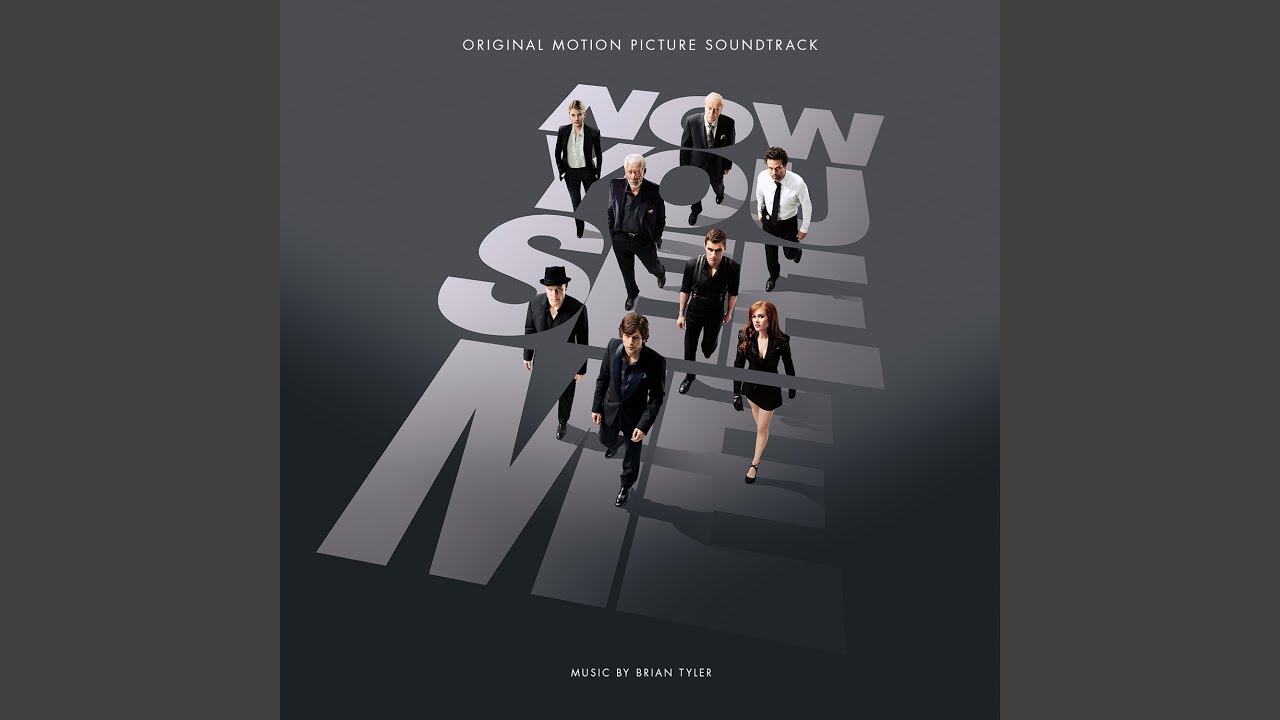 ORIGINAL MOTION PICTURE SOUNDTRACK
NOW
YOU
SEE
ME
MUSIC BY BRIAN TYLER